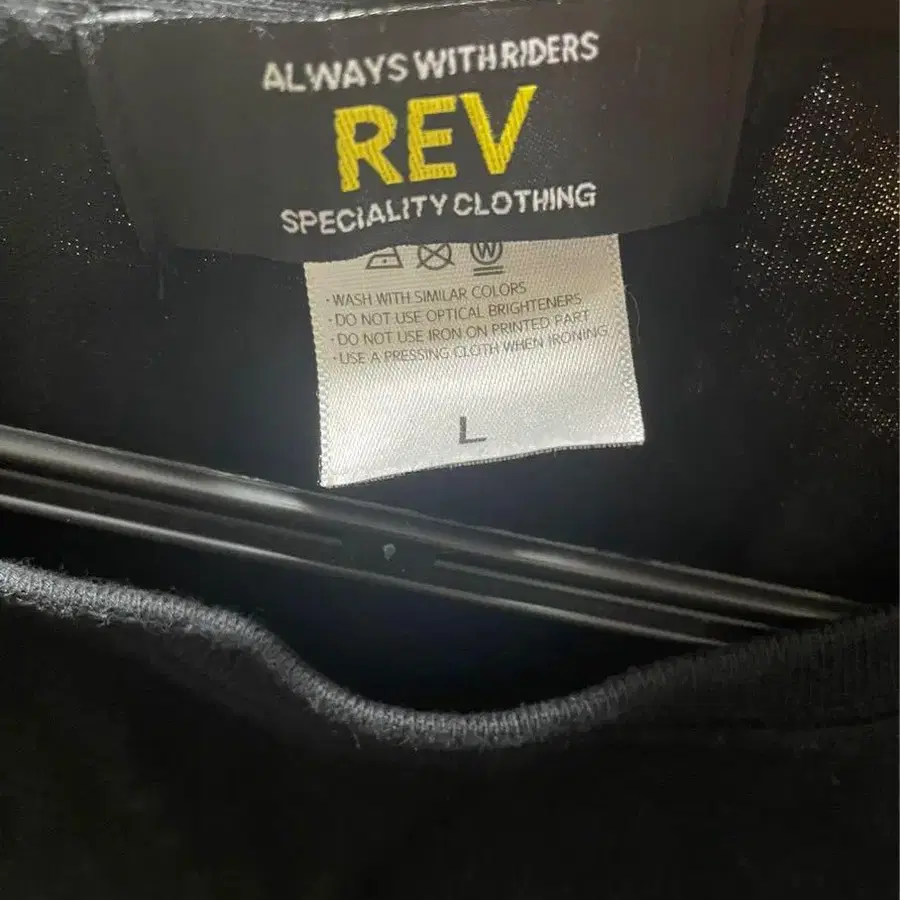 ALWAYS WITH RIDERS
REV
SPECIALITY CLOTHING
W
·WASH WITH SIMILAR COLORS
·DO NOT USE OPTICAL BRIGHTENERS
·DO NOT USE IRON ON PRINTED PART
·USE A PRESSING CLOTH WHEN IRONING
L